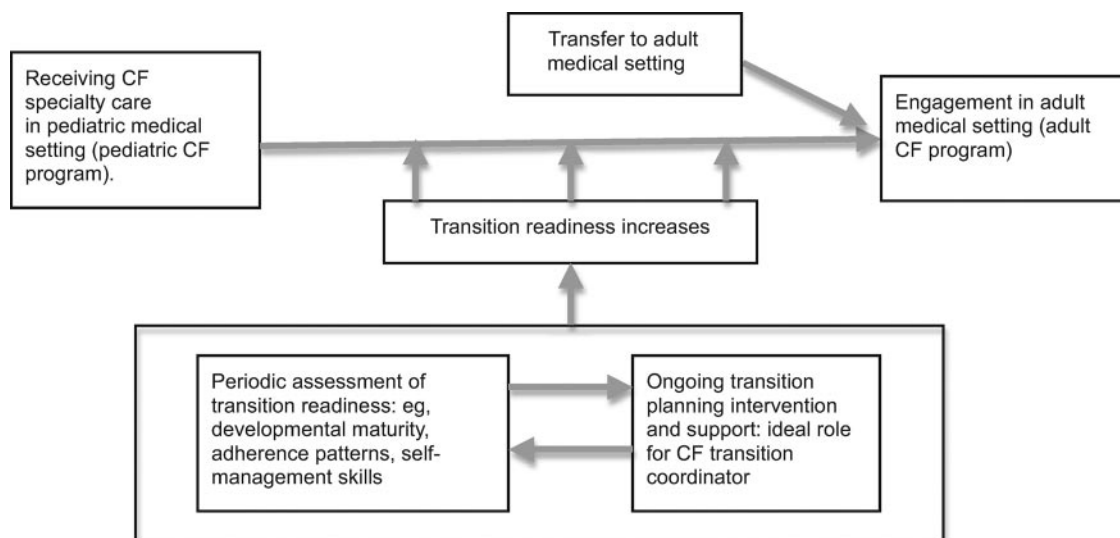 Receiving CF
specialty care
in pediatric medical
setting (pediatric CF
program).
Transfer to adult
medical setting
Engagement in adult
medical setting (adult
CF program)
Transition readiness increases
Periodic assessment of
transition readiness: eg,
developmental maturity,
adherence patterns, self-
management skills
Ongoing transition
planning intervention
and support: ideal role
for CF transition
coordinator